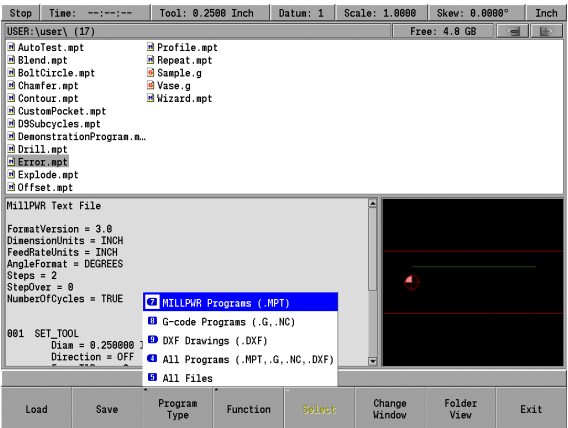 Stop Time: --:--:-- Tool: 0.2500 Inch Datum: 1 Scale: 1.0000 Skew: 0.000° Inch
USER:\user\ (17) Free: 4.8 GB
AutoTest.mpt
Blend.mpt
BoltCircle.mpt
Chamfer.mpt
Contour.mpt
CustomPocket.mpt
D9Subcycles.mpt
DemonstrationProgram.m…
Drill.mpt
Error.mpt
Explode.mpt
Offset.mpt
Profile.mpt
Repeat.mpt
Sample.g
Vase.g
Wizard.mpt
MillPWR Text File
FormatVersion = 3.0
DimensionUnits = INCH
FeedRateUnits = INCH
AngleFormat = DEGREES
Steps = 2
StepOver = 0
NumberOfCycles = TRUE
001 SET_TOOL
Diam = 0.250000
Direction = OFF
7 MILLPWR Programs (.MPT)
8 G-code Programs (.G,.NC)
9 DXF Drawings (.DXF)
4 All Programs (.MPT,.G,.NC,.DXF)
5 All Files
Load
Save
Program
Type
Function
Select
Change
Window
Folder
View
Exit